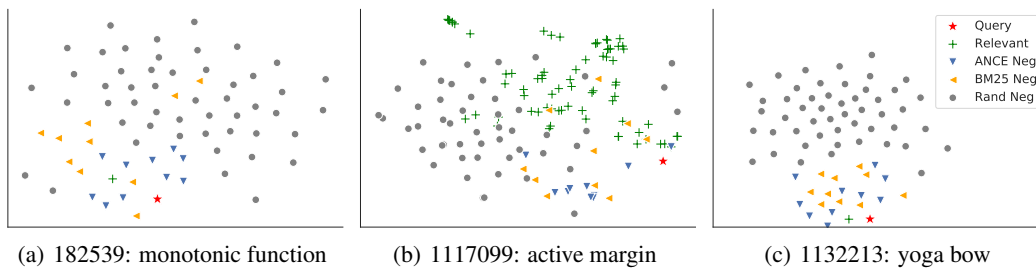 Query
Relevant
ANCE Neg
BM25 Neg
Rand Neg
(a) 182539: monotonic function
(b) 1117099: active margin
(c) 1132213: yoga bow